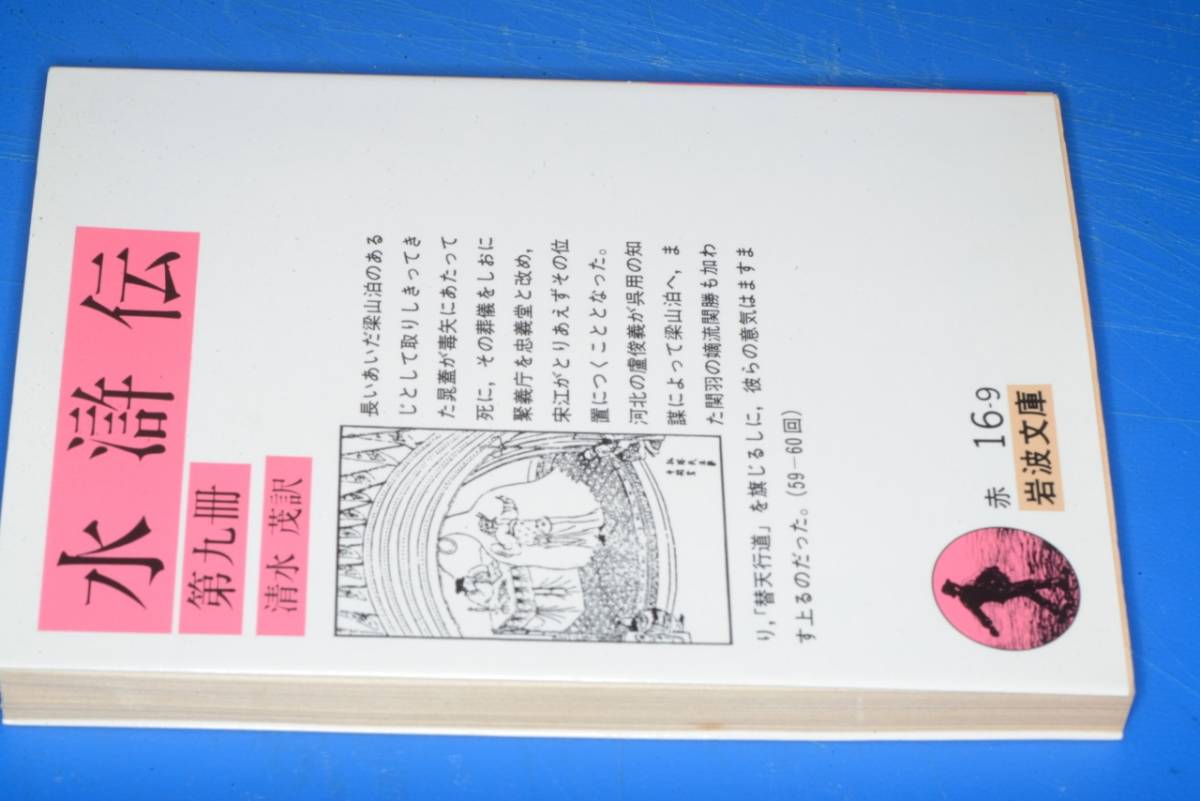 水滸伝
第九冊
清水 茂訳
長いあいだ梁山泊のある
じとして取りしきってき
た晁蓋が毒矢にあたって
死に，その葬儀をしおに
聚義庁を忠義堂と改め，
宋江がとりあえずその位
置につくこととなった。
河北の盧俊義が呉用の知
謀によって梁山泊へ，ま
た関羽の嫡流関勝も加わ
り，「替天行道」を旗じるしに，彼らの意気はますま
す上るのだった。(59−60回)
赤 16-9
岩波文庫